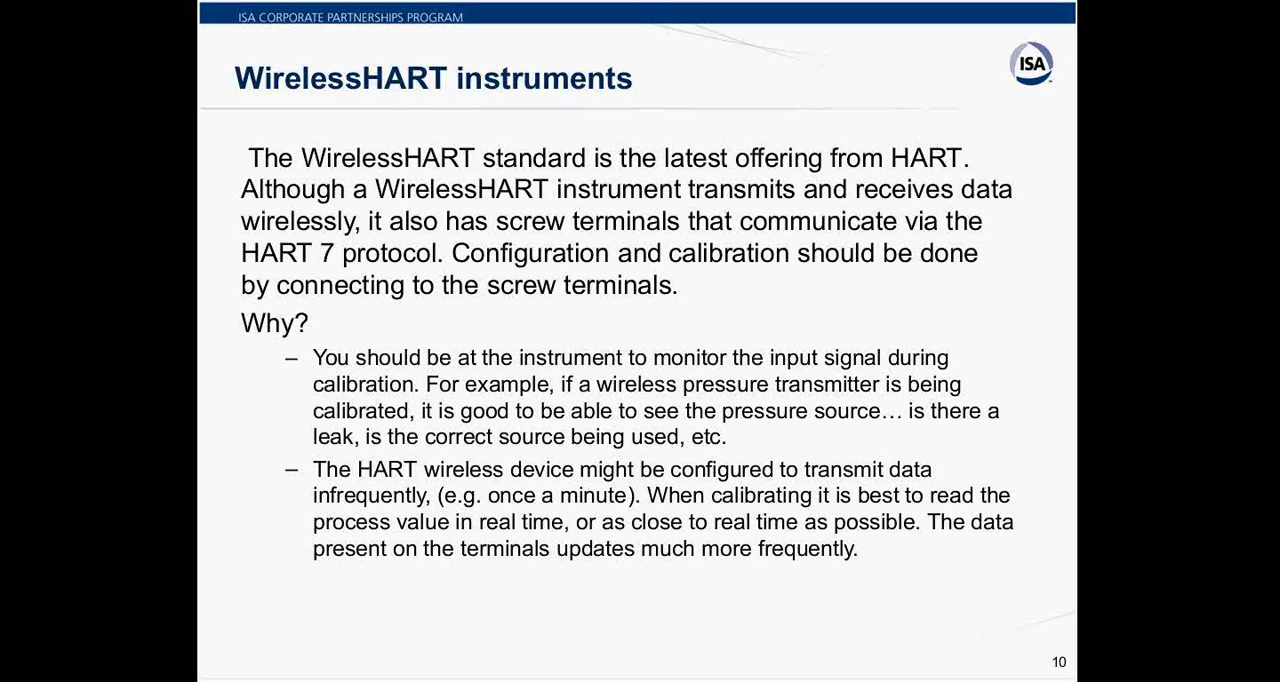 ISA CORPORATE PARTNERSHIPS PROGRAM
WirelessHART instruments
ISA
The WirelessHART standard is the latest offering from HART.
Although a WirelessHART instrument transmits and receives data
wirelessly, it also has screw terminals that communicate via the
HART 7 protocol. Configuration and calibration should be done
by connecting to the screw terminals.
Why?
– You should be at the instrument to monitor the input signal during
calibration. For example, if a wireless pressure transmitter is being
calibrated, it is good to be able to see the pressure source… is there a
leak, is the correct source being used, etc.
– The HART wireless device might be configured to transmit data
infrequently, (e.g. once a minute). When calibrating it is best to read the
process value in real time, or as close to real time as possible. The data
present on the terminals updates much more frequently.
10